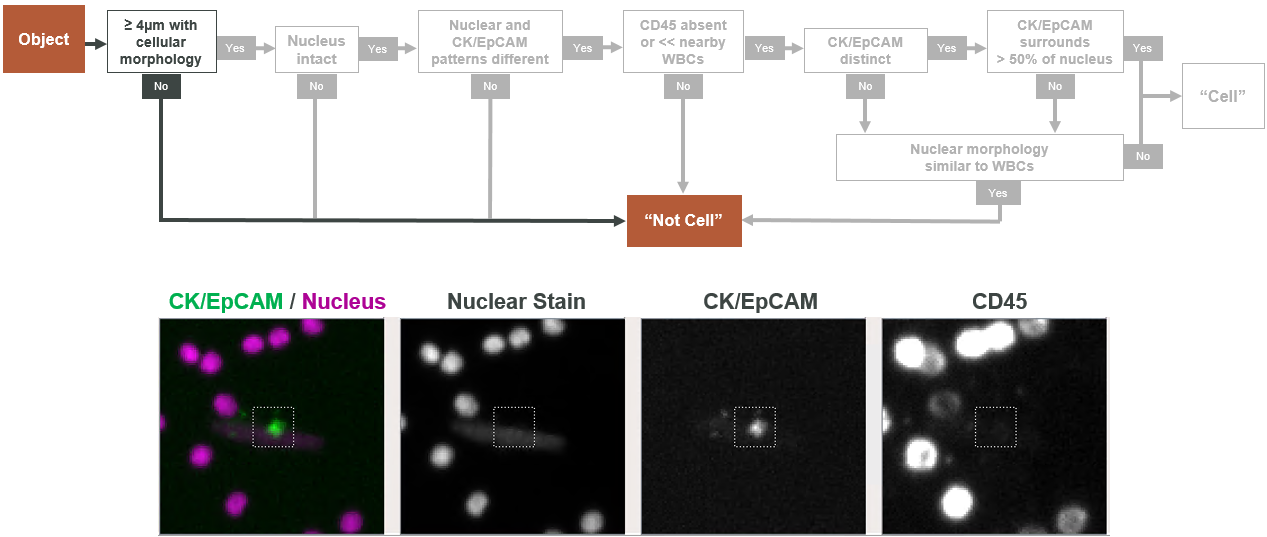 Object
≥ 4µm with
cellular
morphology
Yes
Nucleus
intact
Yes
Nuclear and
CK/EpCAM
patterns different
Yes
CD45 absent
or << nearby
WBCs
Yes
CK/EpCAM
distinct
Yes
CK/EpCAM
surrounds
> 50% of nucleus
Yes
No
No
No
No
No
No
“Cell”
Nuclear morphology
similar to WBCs
No
Yes
“Not Cell”
CK/EpCAM / Nucleus
Nuclear Stain
CK/EpCAM
CD45